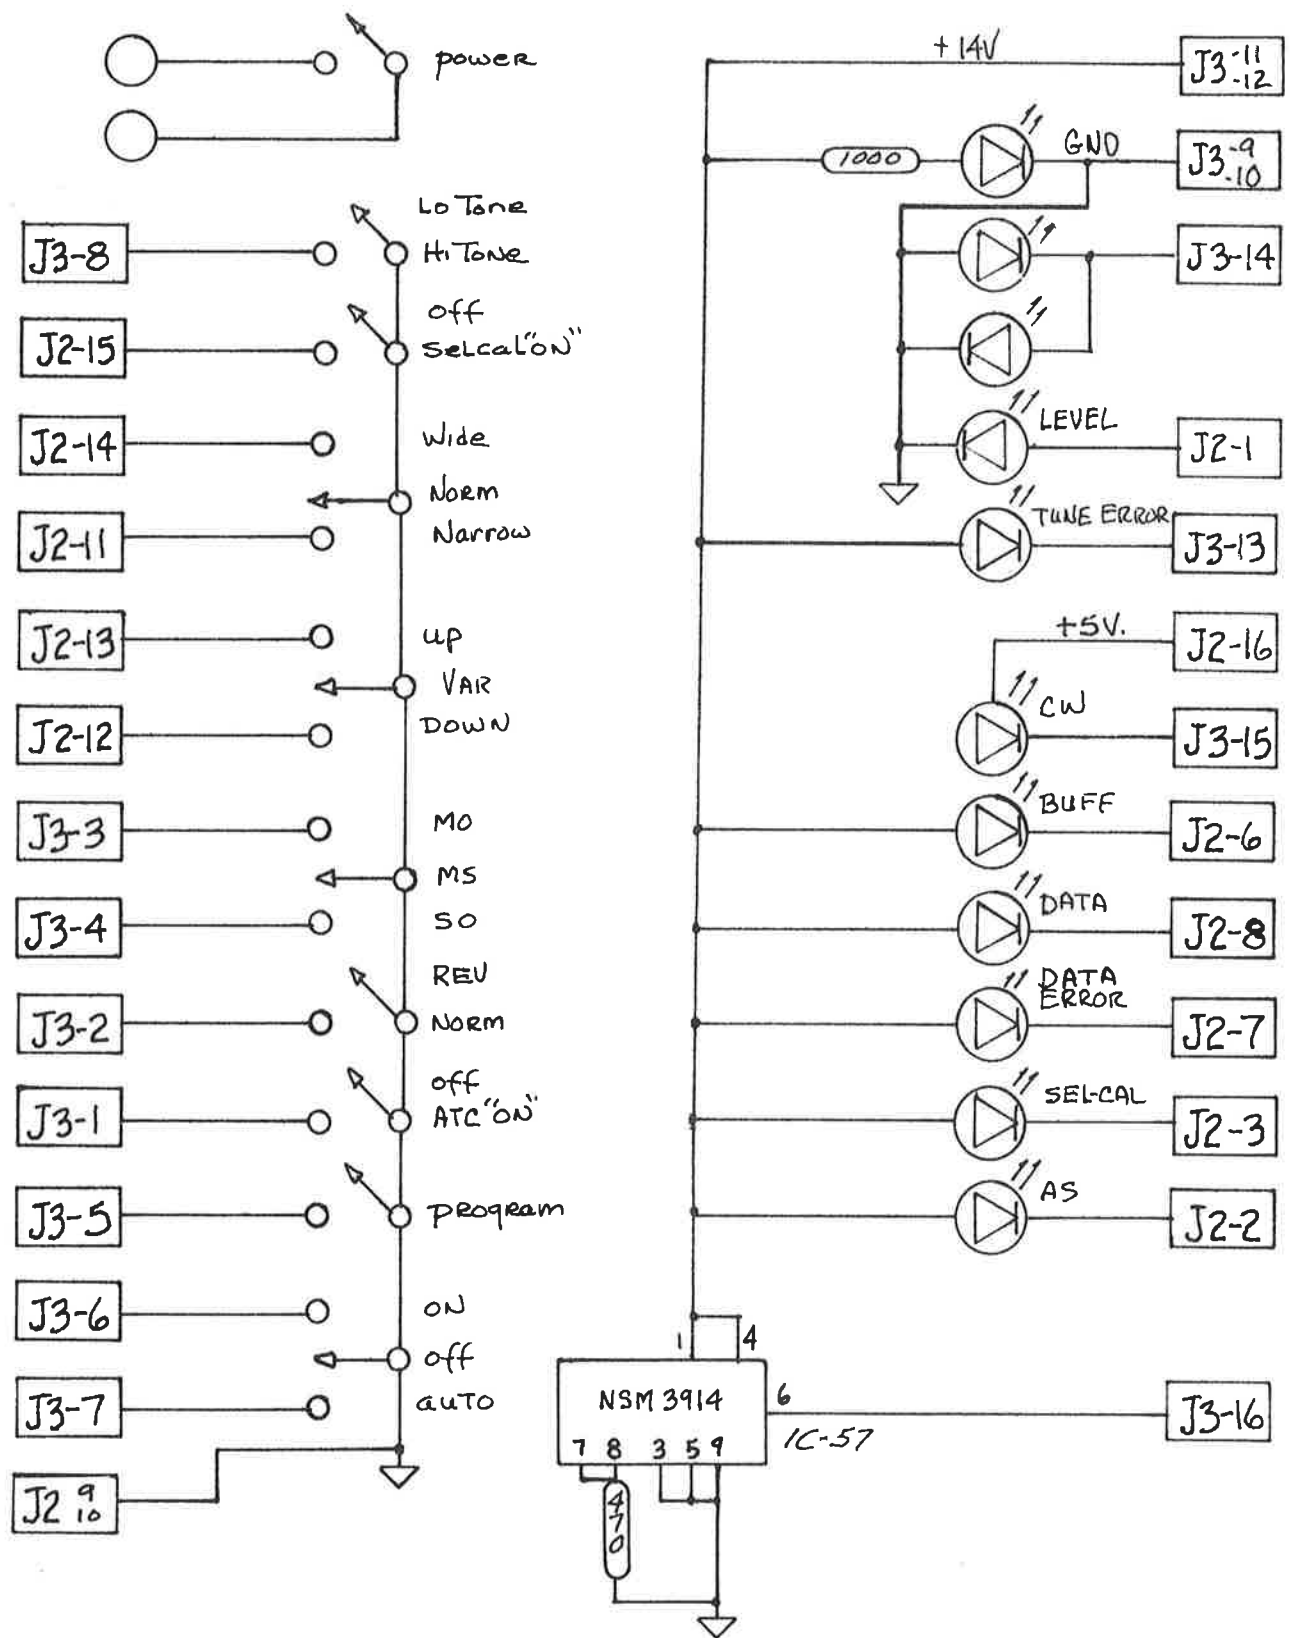 power
Lo Tone
J3-8
Hi Tone
off
J2-15
Selcal "ON"
J2-14
Wide
Norm
J2-11
Narrow
J2-13
up
VAR
J2-12
DOWN
J3-3
MO
MS
J3-4
SO
REV
J3-2
NORM
off
J3-1
ATC "ON"
J3-5
PROgRam
J3-6
ON
off
J3-7
auTO
J2 9
10
+14V
J3-11
-12
1000
GND
J3-9
-10
J3-14
LEVEL
J2-1
TUNE ERROR
J3-13
+5V.
J2-16
CW
J3-15
BUFF
J2-6
DATA
J2-8
DATA
ERROR
J2-7
SEL-CAL
J2-3
AS
J2-2
1 4
NSM 3914
6
IC-57
J3-16
7 8 3 5 9
470